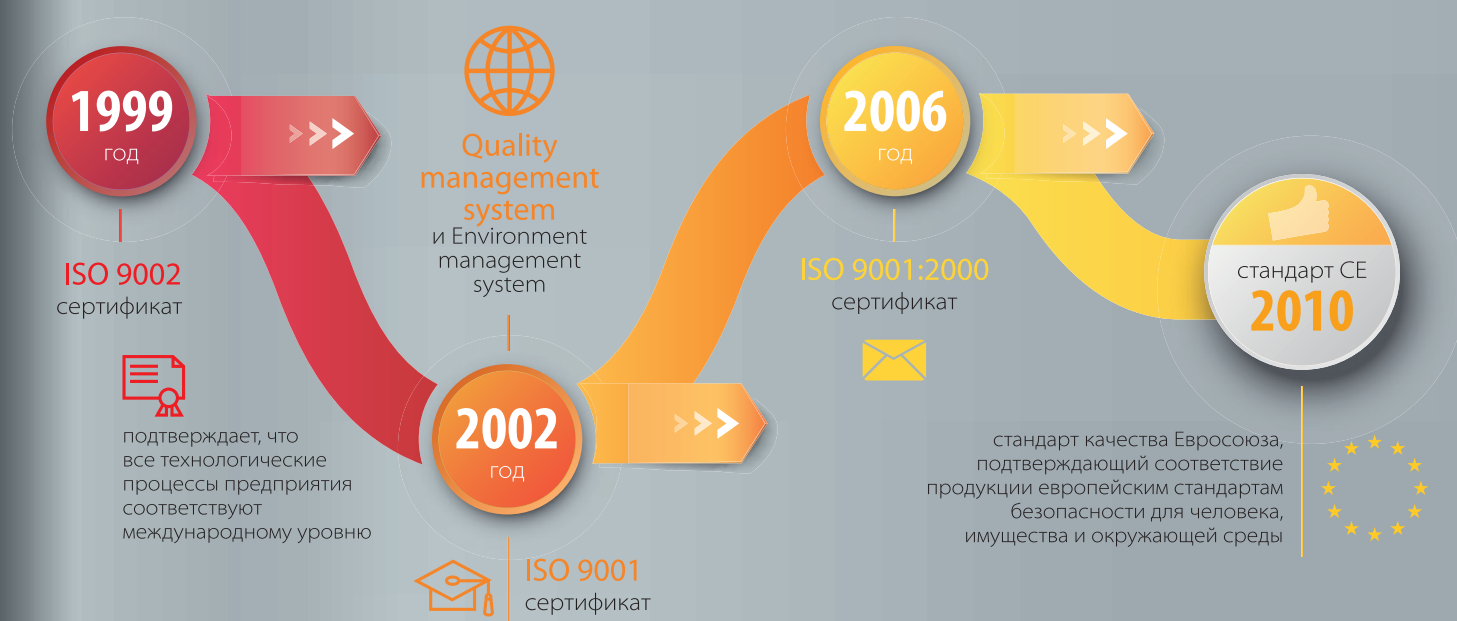 1999
год
ISO 9002
сертификат
подтверждает, что
все технологические
процессы предприятия
соответствуют
международному уровню
Quality
management
system
и Environment
management
system
2002
год
ISO 9001
сертификат
2006
год
ISO 9001:2000
сертификат
стандарт СЕ
2010
стандарт качества Евросоюза,
подтверждающий соответствие
продукции европейским стандартам
безопасности для человека,
имущества и окружающей среды